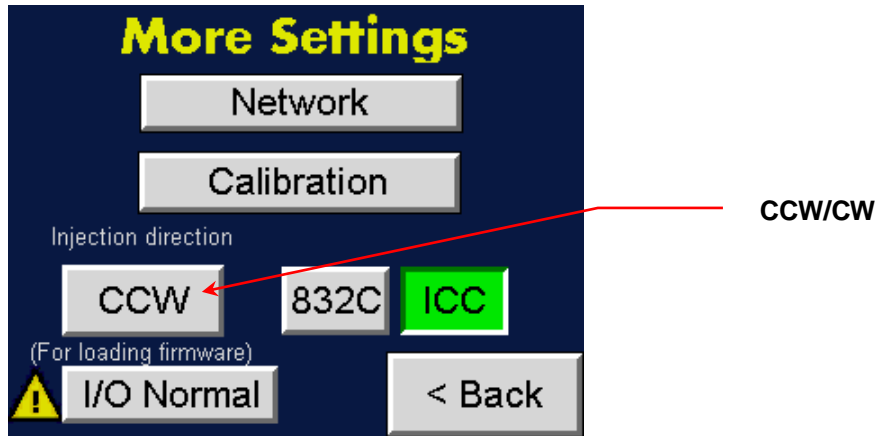 More Settings
Network
Calibration
CCW/CW
Injection direction
CCW 832C ICC
(For loading firmware)
! I/O Normal < Back